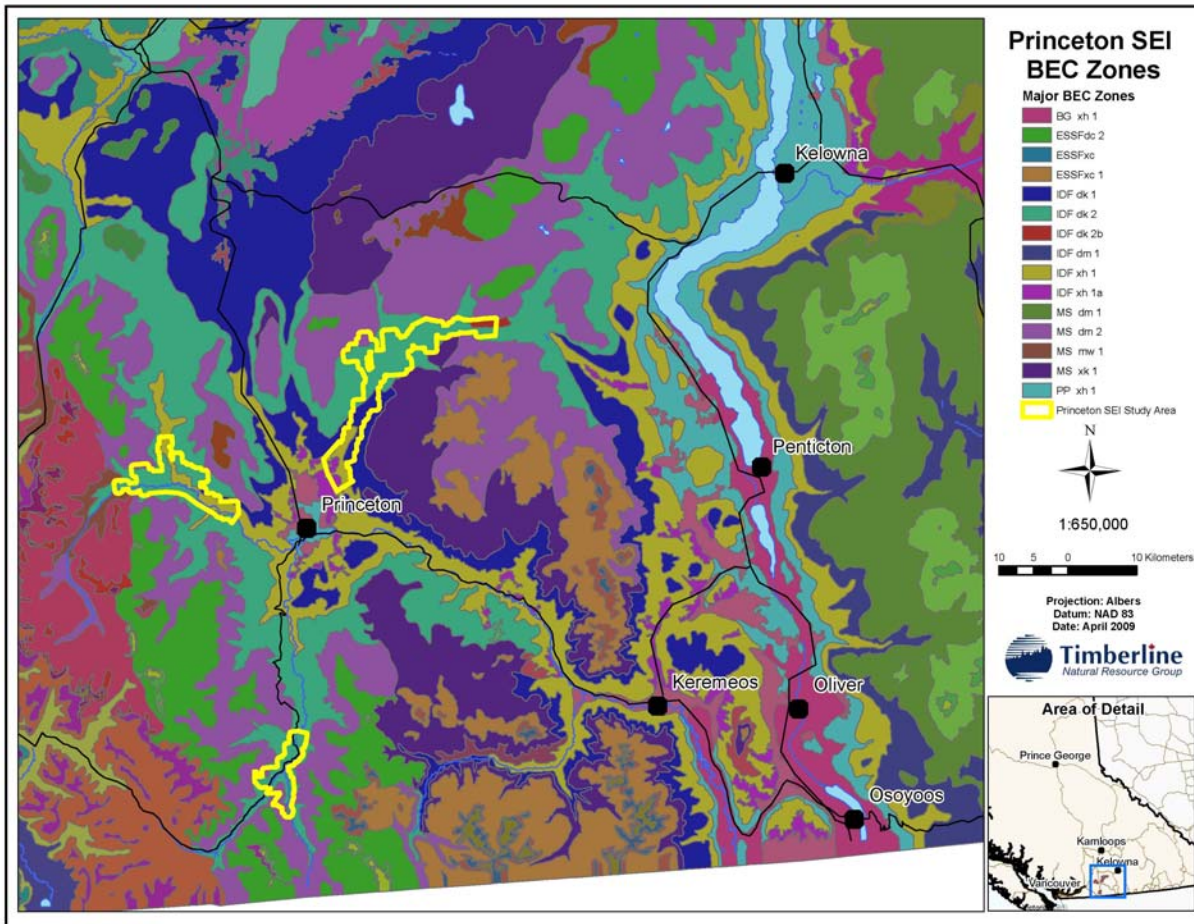 Princeton SEI
BEC Zones
Major BEC Zones
BG xh 1
ESSFdc 2
ESSFxc
ESSFxc 1
IDF dk 1
IDF dk 2
IDF dk 2b
IDF dm 1
IDF xh 1
IDF xh 1a
MS dm 1
MS dm 2
MS mw 1
MS xk 1
PP xh 1
Princeton SEI Study Area
N
1:650,000
10 5 0 10 Kilometers
Projection: Albers
Datum: NAD 83
Date: April 2009
Timberline
Natural Resource Group
Area of Detail
Prince George
Kamloops
Kelowna
Vancouver
Kelowna
Penticton
Princeton
Keremeos
Oliver
Osoyoos